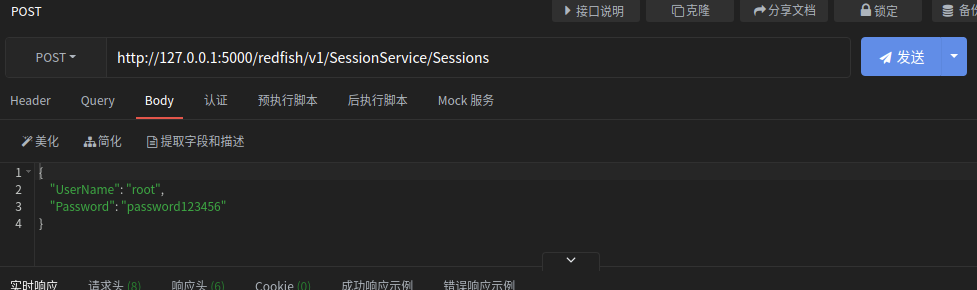 POST 接口说明 克隆 分享文档 锁定 备份
POST http://127.0.0.1:5000/redfish/v1/SessionService/Sessions 发送
Header Query Body 认证 预执行脚本 后执行脚本 Mock 服务
美化 简化 提取字段和描述
1 {
2 "UserName": "root",
3 "Password": "password123456"
4 }
实时响应 请求头 (8) 响应头 (6) Cookie (0) 成功响应示例 错误响应示例